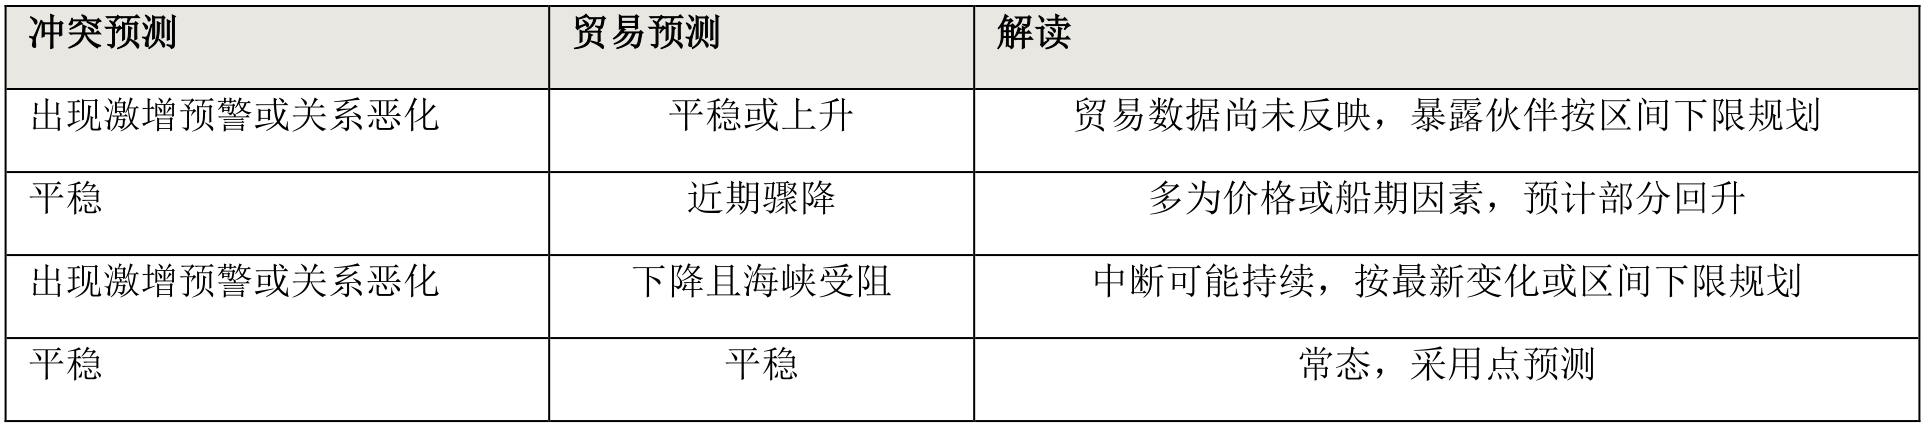 冲突预测 贸易预测 解读
出现激增预警或关系恶化 平稳或上升 贸易数据尚未反映，暴露伙伴按区间下限规划
平稳 近期骤降 多为价格或船期因素，预计部分回升
出现激增预警或关系恶化 下降且海峡受阻 中断可能持续，按最新变化或区间下限规划
平稳 平稳 常态，采用点预测